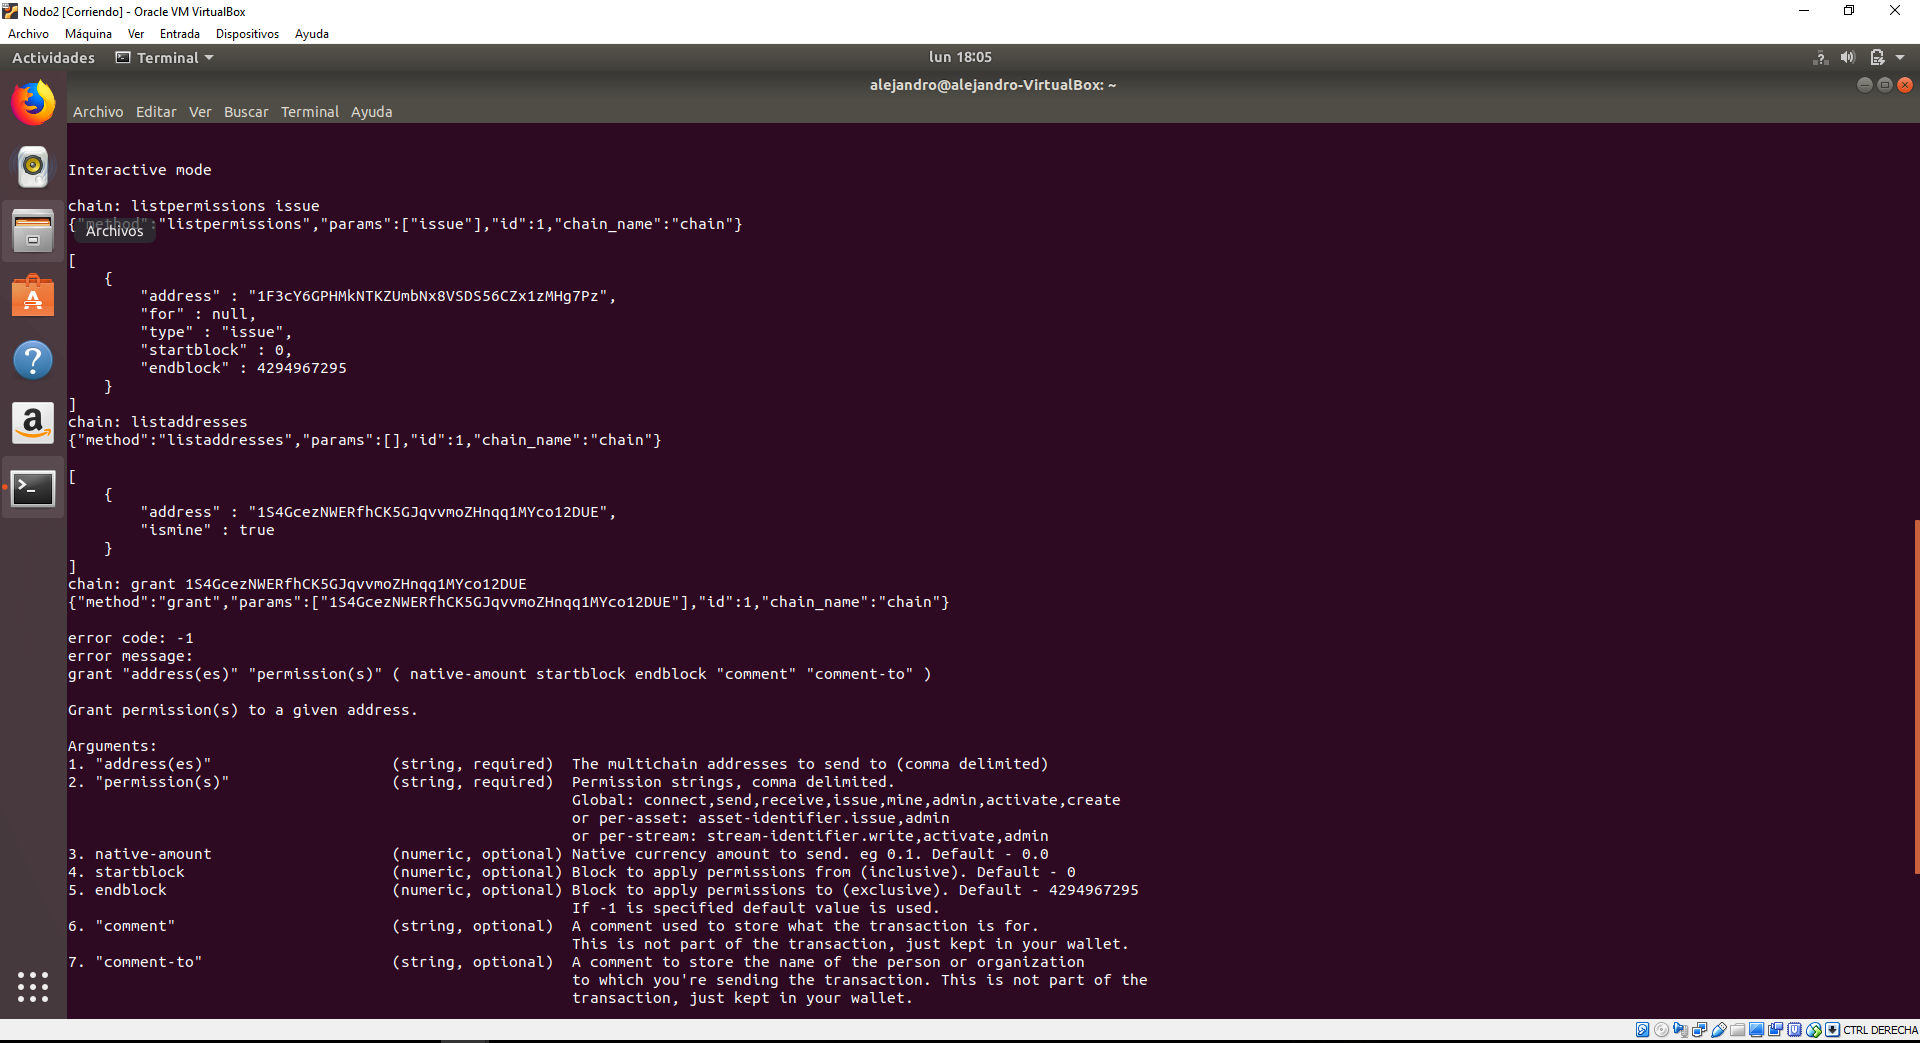 Nodo2 [Corriendo] - Oracle VM VirtualBox
Archivo Máquina Ver Entrada Dispositivos Ayuda
Actividades Terminal lun 18:05
alejandro@alejandro-VirtualBox: ~
Archivo Editar Ver Buscar Terminal Ayuda
Interactive mode
chain: listpermissions issue
{"method":"listpermissions","params":["issue"],"id":1,"chain_name":"chain"}
Archivos
[
{
"address" : "1F3cY6GPHMkNTKZUmbNx8VSDS56CZx1zMHg7Pz",
"for" : null,
"type" : "issue",
"startblock" : 0,
"endblock" : 4294967295
}
]
chain: listaddresses
{"method":"listaddresses","params":[],"id":1,"chain_name":"chain"}
[
{
"address" : "1S4GcezNWERfhCK5GJqvvmoZHnqq1MYco12DUE",
"ismine" : true
}
]
chain: grant 1S4GcezNWERfhCK5GJqvvmoZHnqq1MYco12DUE
{"method":"grant","params":["1S4GcezNWERfhCK5GJqvvmoZHnqq1MYco12DUE"],"id":1,"chain_name":"chain"}
error code: -1
error message:
grant "address(es)" "permission(s)" ( native-amount startblock endblock "comment" "comment-to" )
Grant permission(s) to a given address.
Arguments:
1. "address(es)" (string, required) The multichain addresses to send to (comma delimited)
2. "permission(s)" (string, required) Permission strings, comma delimited.
Global: connect,send,receive,issue,mine,admin,activate,create
or per-asset: asset-identifier.issue,admin
or per-stream: stream-identifier.write,activate,admin
3. native-amount (numeric, optional) Native currency amount to send. eg 0.1. Default - 0.0
4. startblock (numeric, optional) Block to apply permissions from (inclusive). Default - 0
5. endblock (numeric, optional) Block to apply permissions to (exclusive). Default - 4294967295
If -1 is specified default value is used.
6. "comment" (string, optional) A comment used to store what the transaction is for.
This is not part of the transaction, just kept in your wallet.
7. "comment-to" (string, optional) A comment to store the name of the person or organization
to which you're sending the transaction. This is not part of the
transaction, just kept in your wallet.
CTRL DERECHA